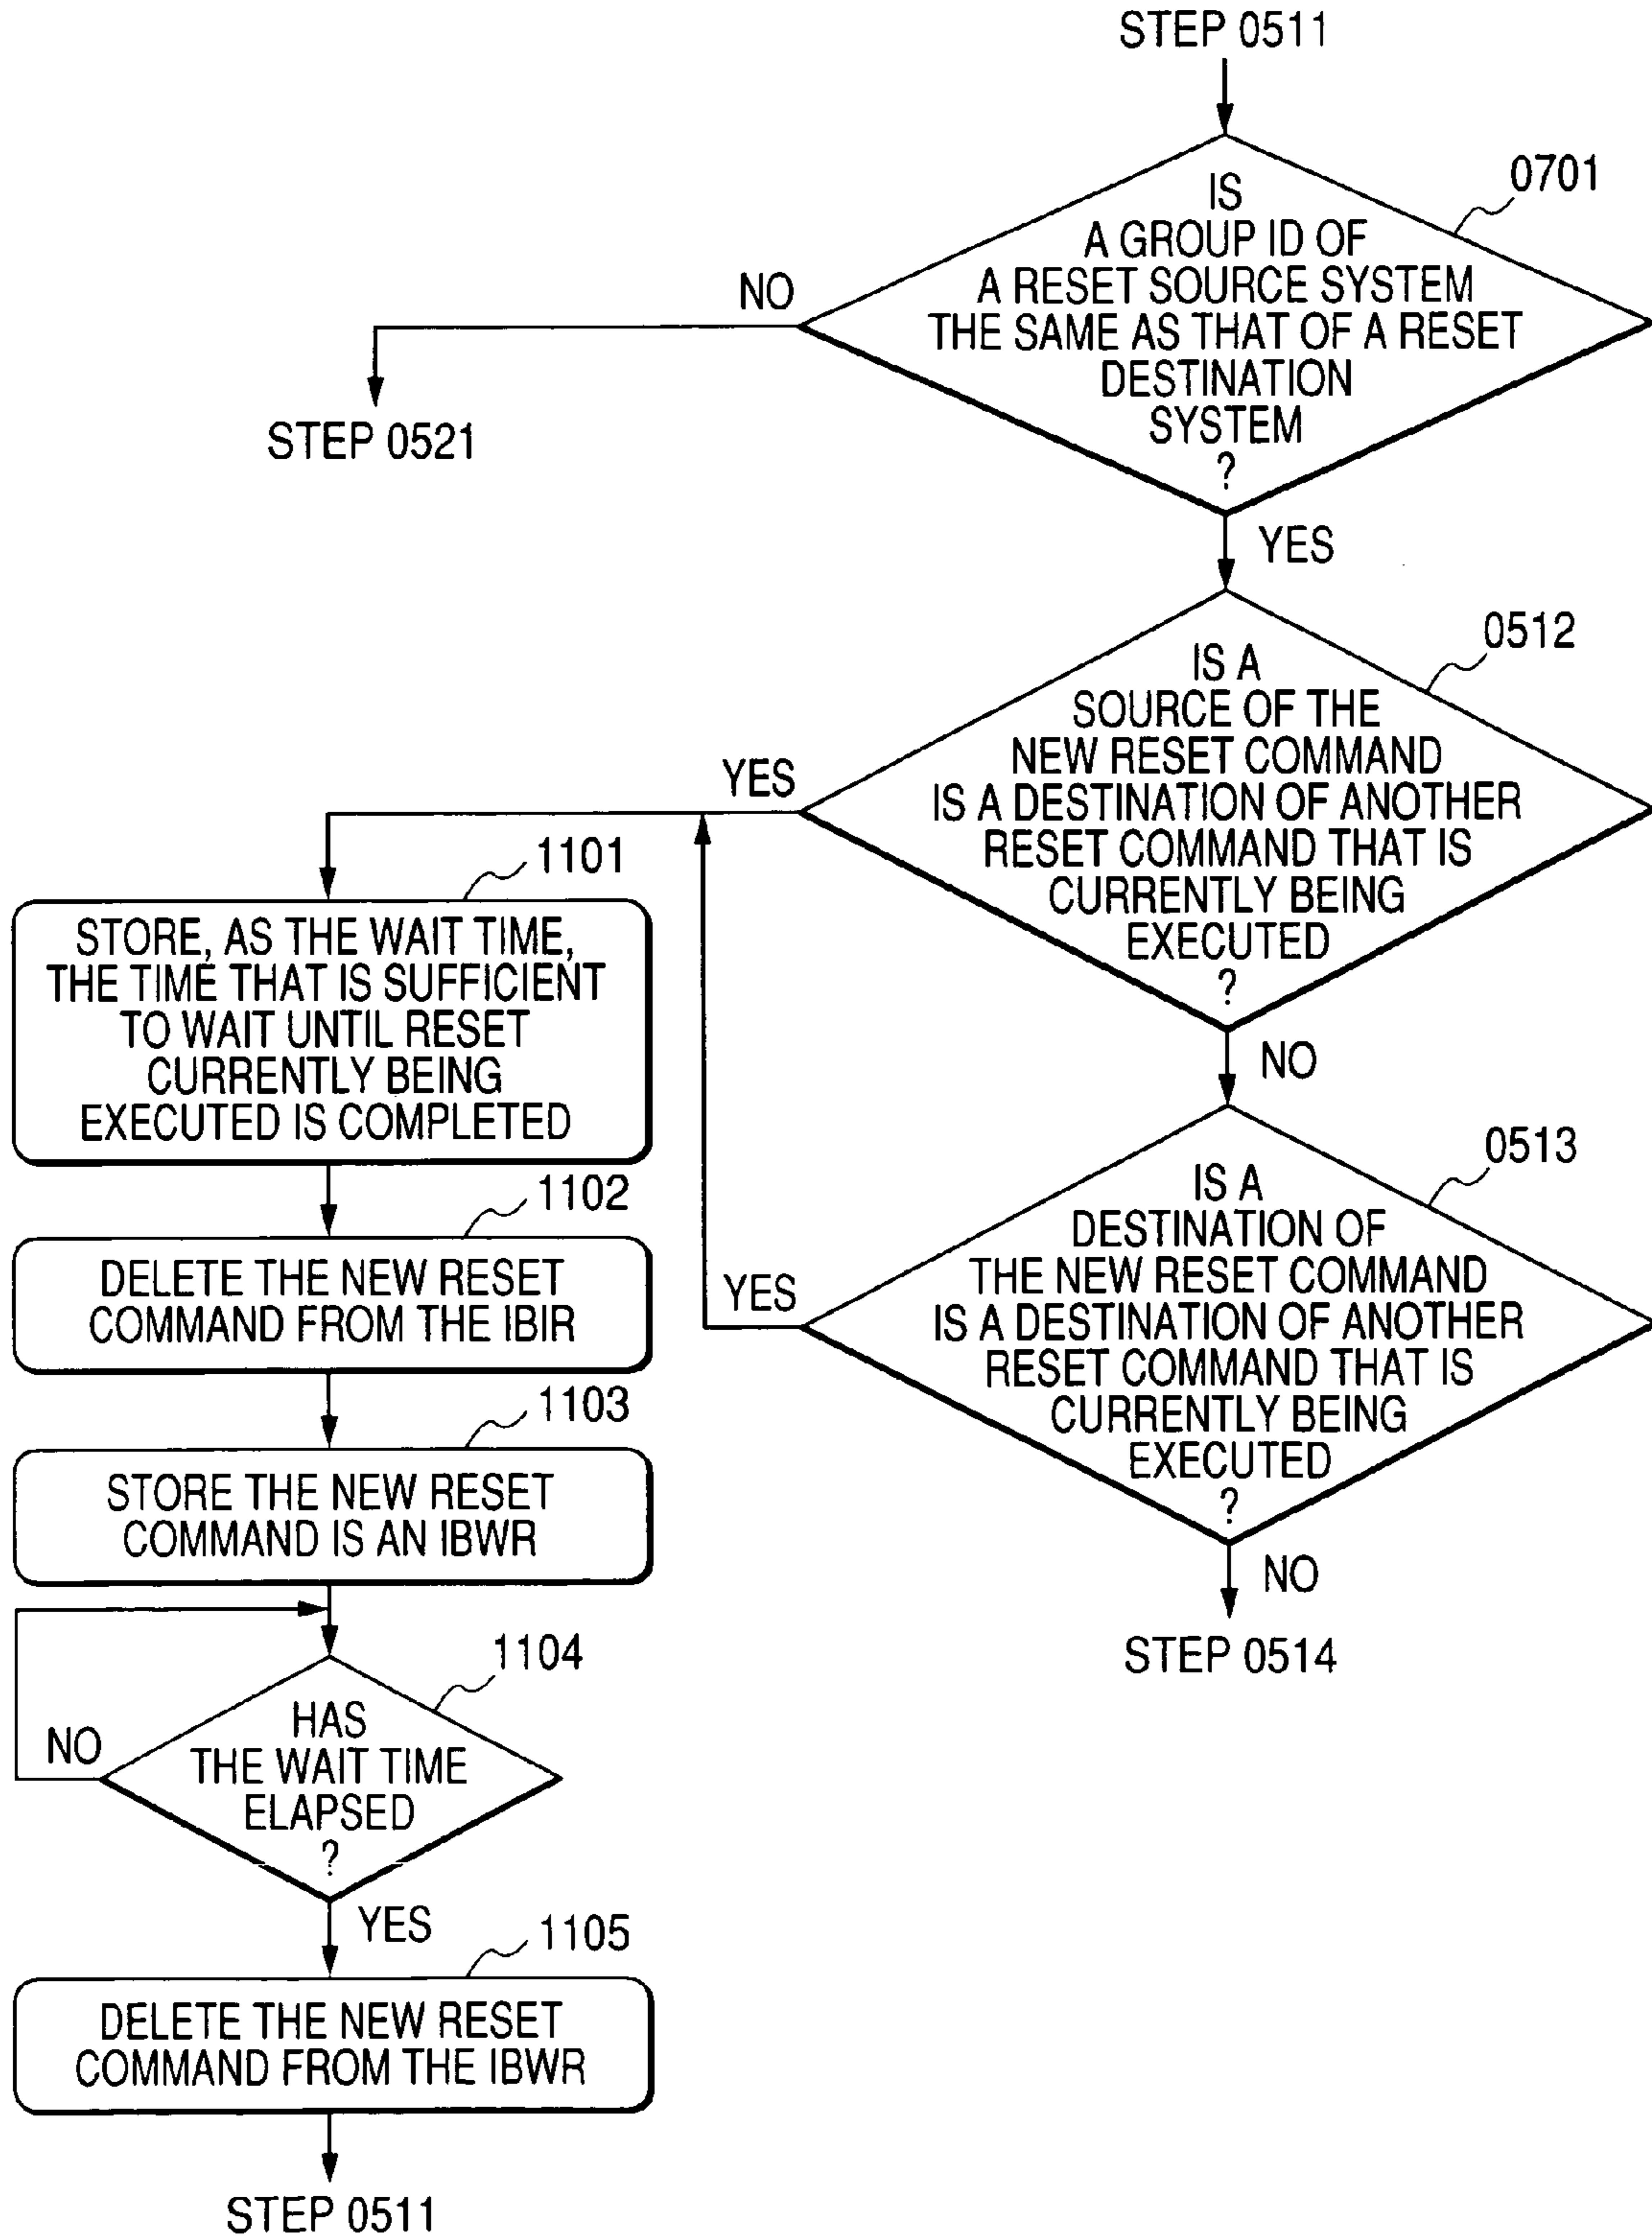 STEP 0511
0701
IS
A GROUP ID OF
A RESET SOURCE SYSTEM
THE SAME AS THAT OF A RESET
DESTINATION
SYSTEM
?
NO
STEP 0521
YES
0512
IS A
SOURCE OF THE
NEW RESET COMMAND
IS A DESTINATION OF ANOTHER
RESET COMMAND THAT IS
CURRENTLY BEING
EXECUTED
?
YES
NO
0513
IS A
DESTINATION OF
THE NEW RESET COMMAND
IS A DESTINATION OF ANOTHER
RESET COMMAND THAT IS
CURRENTLY BEING
EXECUTED
?
YES
NO
STEP 0514
1101
STORE, AS THE WAIT TIME,
THE TIME THAT IS SUFFICIENT
TO WAIT UNTIL RESET
CURRENTLY BEING
EXECUTED IS COMPLETED
1102
DELETE THE NEW RESET
COMMAND FROM THE IBIR
1103
STORE THE NEW RESET
COMMAND IS AN IBWR
1104
HAS
THE WAIT TIME
ELAPSED
?
NO
YES
1105
DELETE THE NEW RESET
COMMAND FROM THE IBWR
STEP 0511